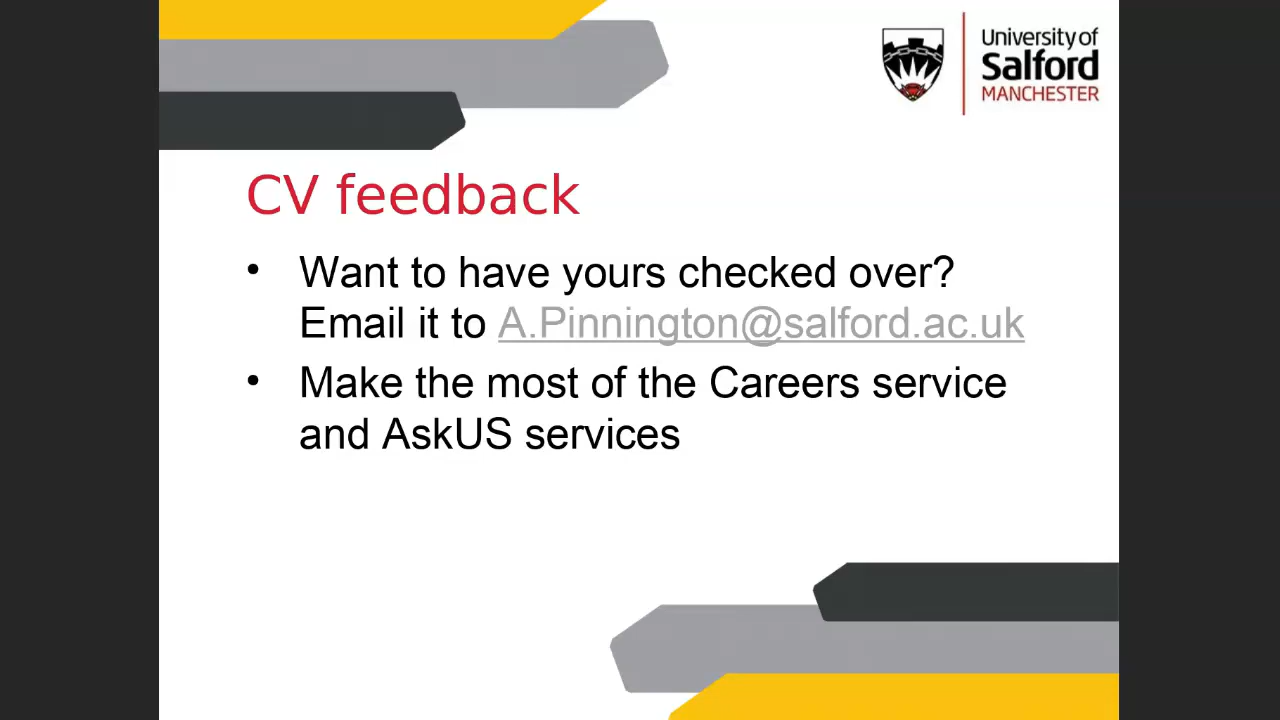 University of
Salford
MANCHESTER
CV feedback
• Want to have yours checked over?
Email it to A.Pinnington@salford.ac.uk
• Make the most of the Careers service
and AskUS services